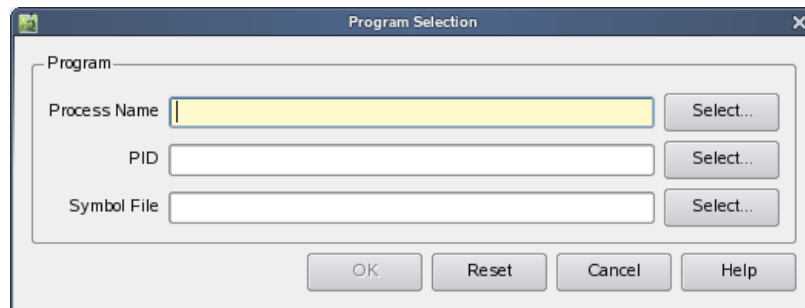 Program Selection
Program
Process Name
Select...
PID
Select...
Symbol File
Select...
OK
Reset
Cancel
Help